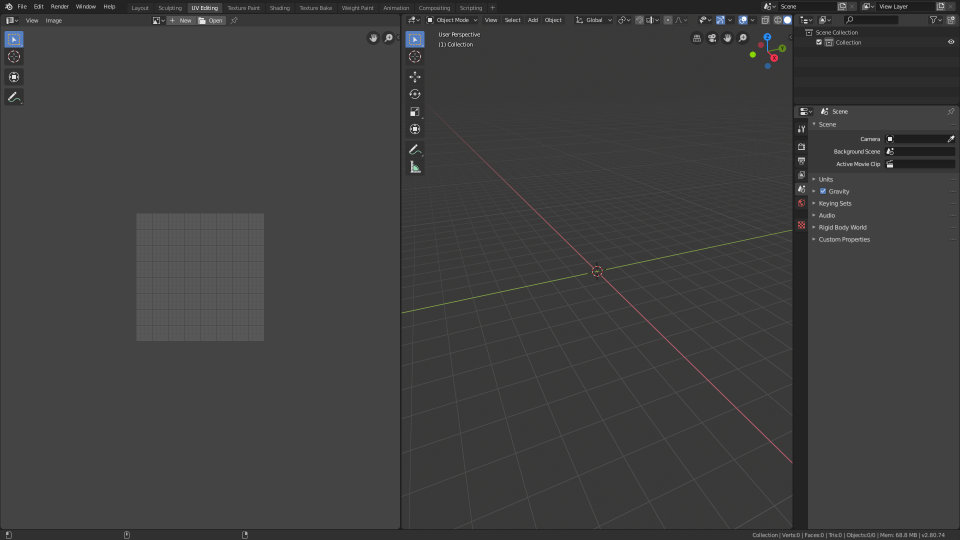 File Edit Render Window Help Layout Sculpting UV Editing Texture Paint Texture Bake Shading Weight Paint Animation Compositing Scripting + Scene View Layer
View Image + New Open
Object Mode View Select Add Object Global
User Perspective
(1) Collection
Z
Y
X
Scene Collection
Collection
Scene
Scene
Camera
Background Scene
Active Movie Clip
Units
Gravity
Keying Sets
Audio
Rigid Body World
Custom Properties
Collection | Verts:0 | Faces:0 | Tris:0 | Objects:0/0 | Mem: 68.8 MB | v2.80.74